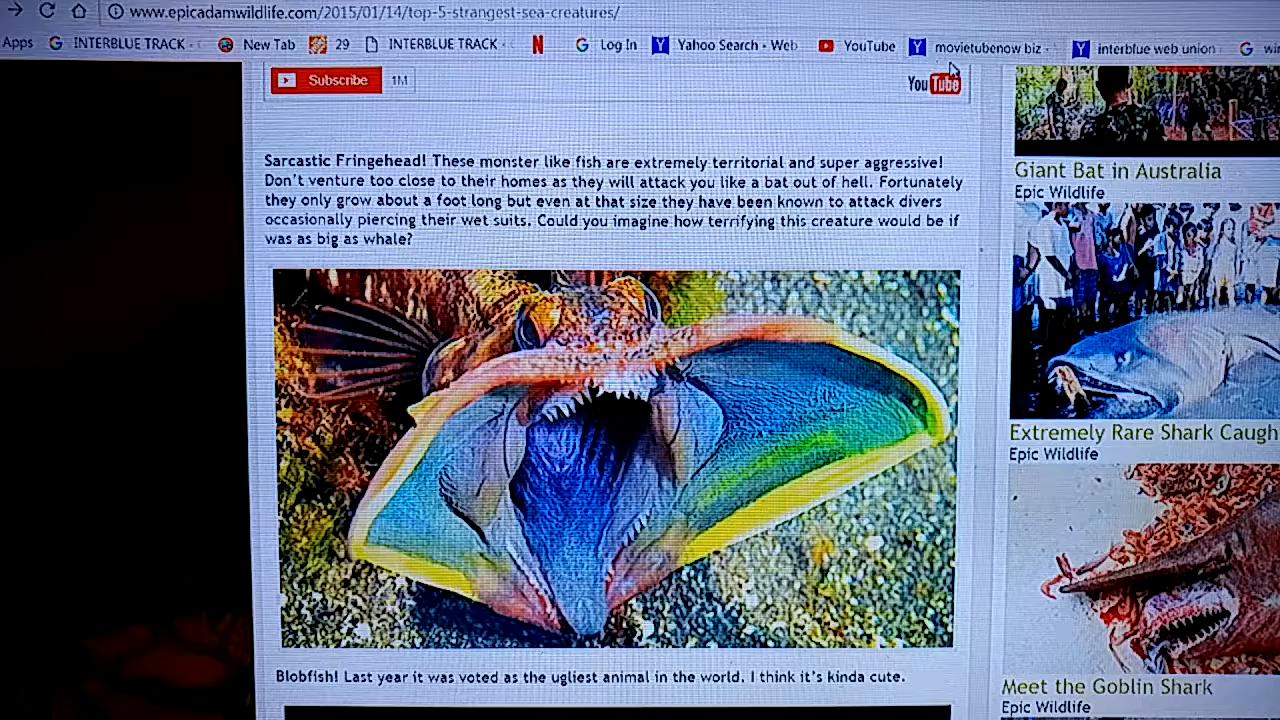 www.epicadamwildlife.com/2015/01/14/top-5-strangest-sea-creatures/
Apps INTERBLUE TRACK - New Tab 29 INTERBLUE TRACK - Log In Yahoo Search - Web YouTube movietubenow biz - interblue web union
Subscribe 1M
YouTube
Sarcastic Fringehead! These monster like fish are extremely territorial and super aggressive!
Don't venture too close to their homes as they will attack you like a bat out of hell. Fortunately
they only grow about a foot long but even at that size they have been known to attack divers
occasionally piercing their wet suits. Could you imagine how terrifying this creature would be if
was as big as whale?
Blobfish! Last year it was voted as the ugliest animal in the world. I think it's kinda cute.
Giant Bat in Australia
Epic Wildlife
Extremely Rare Shark Caugh
Epic Wildlife
Meet the Goblin Shark
Epic Wildlife